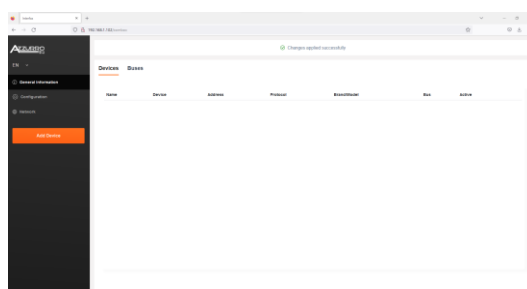 AZZURRO
EN
Changes applied successfully
General Information
Devices Buses
Configuration
Name Device Address Protocol Brand/Model Bus Active
Network
Add Device